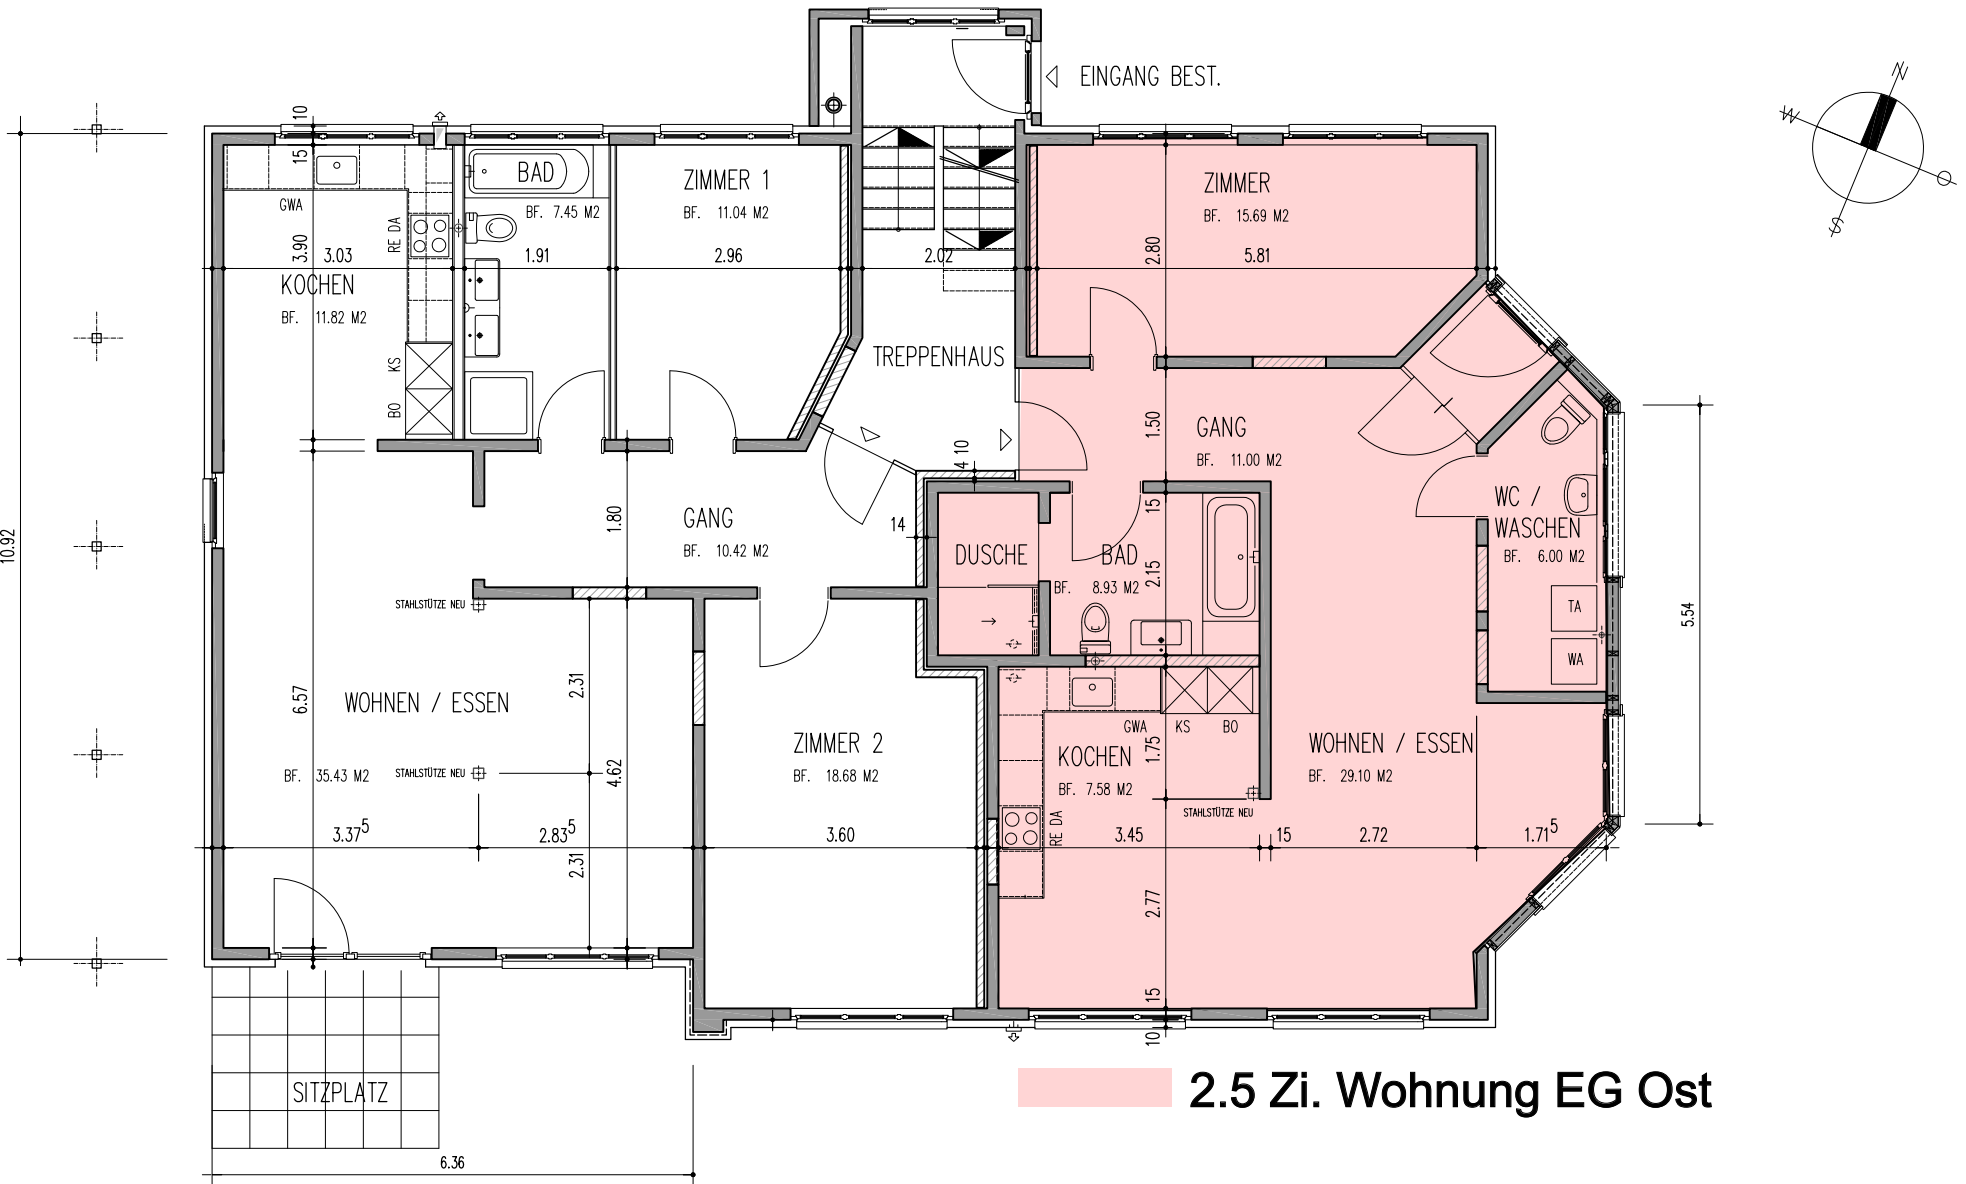 EINGANG BEST.
N
W
O
S
10
15
BAD
BF. 7.45 M2
ZIMMER 1
BF. 11.04 M2
ZIMMER
BF. 15.69 M2
GWA
RE DA
3.90
3.03
1.91
2.96
2.02
2.80
5.81
KOCHEN
BF. 11.82 M2
KS
BO
TREPPENHAUS
1.50
GANG
BF. 11.00 M2
4 10
10.92
1.80
GANG
BF. 10.42 M2
14
15
WC /
WASCHEN
BF. 6.00 M2
DUSCHE
BAD
BF. 8.93 M2
2.15
TA
WA
5.54
STAHLSTÜTZE NEU
6.57
WOHNEN / ESSEN
BF. 35.43 M2
2.31
STAHLSTÜTZE NEU
4.62
ZIMMER 2
BF. 18.68 M2
GWA
KS
BO
KOCHEN
BF. 7.58 M2
1.75
WOHNEN / ESSEN
BF. 29.10 M2
STAHLSTÜTZE NEU
RE DA
3.37⁵
2.83⁵
3.60
3.45
15
2.72
1.71⁵
2.31
2.77
15
10
SITZPLATZ
2.5 Zi. Wohnung EG Ost
6.36